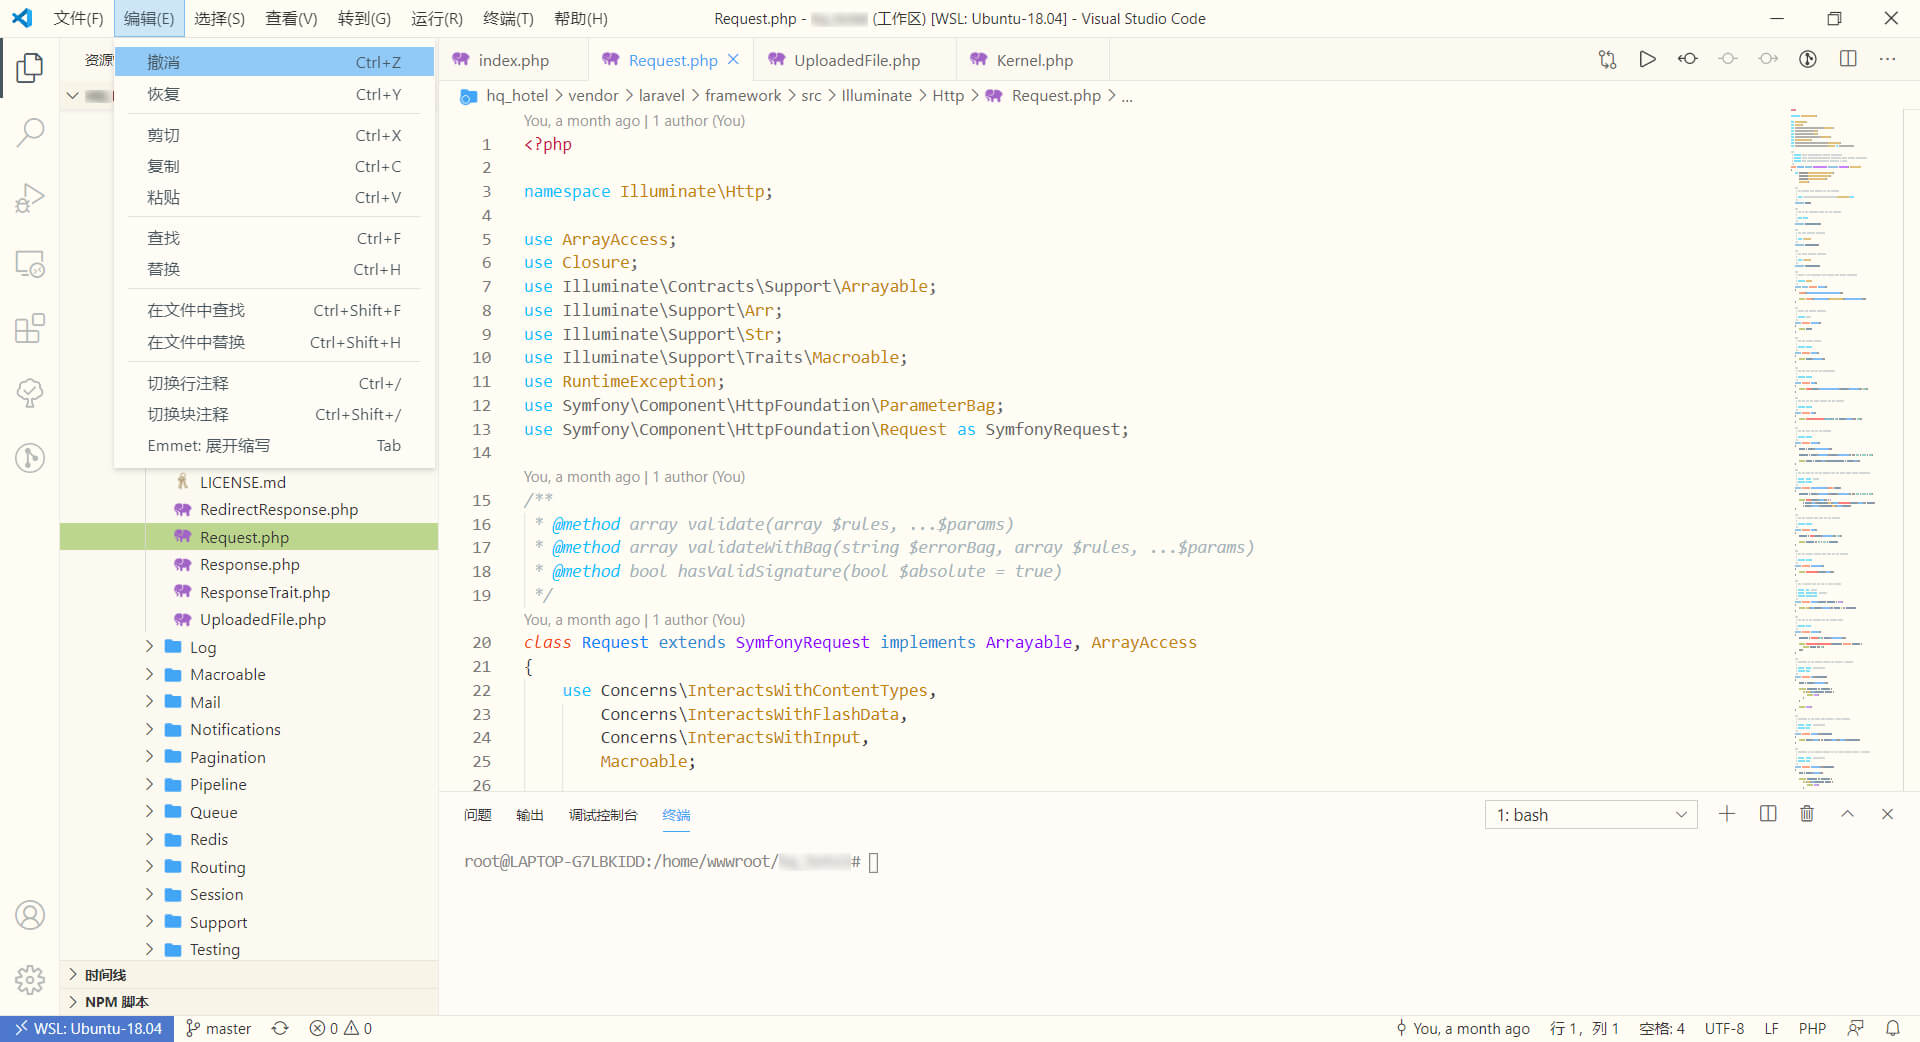 文件(F) 编辑(E) 选择(S) 查看(V) 转到(G) 运行(R) 终端(T) 帮助(H)
Request.php - (工作区) [WSL: Ubuntu-18.04] - Visual Studio Code
资源
撤消 Ctrl+Z
恢复 Ctrl+Y
剪切 Ctrl+X
复制 Ctrl+C
粘贴 Ctrl+V
查找 Ctrl+F
替换 Ctrl+H
在文件中查找 Ctrl+Shift+F
在文件中替换 Ctrl+Shift+H
切换行注释 Ctrl+/
切换块注释 Ctrl+Shift+/
Emmet: 展开缩写 Tab
LICENSE.md
RedirectResponse.php
Request.php
Response.php
ResponseTrait.php
UploadedFile.php
Log
Macroable
Mail
Notifications
Pagination
Pipeline
Queue
Redis
Routing
Session
Support
Testing
时间线
NPM 脚本
index.php Request.php UploadedFile.php Kernel.php
hq_hotel > vendor > laravel > framework > src > Illuminate > Http > Request.php > ...
You, a month ago | 1 author (You)
1 <?php
2
3 namespace Illuminate\Http;
4
5 use ArrayAccess;
6 use Closure;
7 use Illuminate\Contracts\Support\Arrayable;
8 use Illuminate\Support\Arr;
9 use Illuminate\Support\Str;
10 use Illuminate\Support\Traits\Macroable;
11 use RuntimeException;
12 use Symfony\Component\HttpFoundation\ParameterBag;
13 use Symfony\Component\HttpFoundation\Request as SymfonyRequest;
14
You, a month ago | 1 author (You)
15 /**
16 * @method array validate(array $rules, ...$params)
17 * @method array validateWithBag(string $errorBag, array $rules, ...$params)
18 * @method bool hasValidSignature(bool $absolute = true)
19 */
You, a month ago | 1 author (You)
20 class Request extends SymfonyRequest implements Arrayable, ArrayAccess
21 {
22 use Concerns\InteractsWithContentTypes,
23 Concerns\InteractsWithFlashData,
24 Concerns\InteractsWithInput,
25 Macroable;
26
问题 输出 调试控制台 终端
1: bash
root@LAPTOP-G7LBKIDD:/home/wwwroot/ #
WSL: Ubuntu-18.04 master 0 0
You, a month ago 行 1，列 1 空格: 4 UTF-8 LF PHP